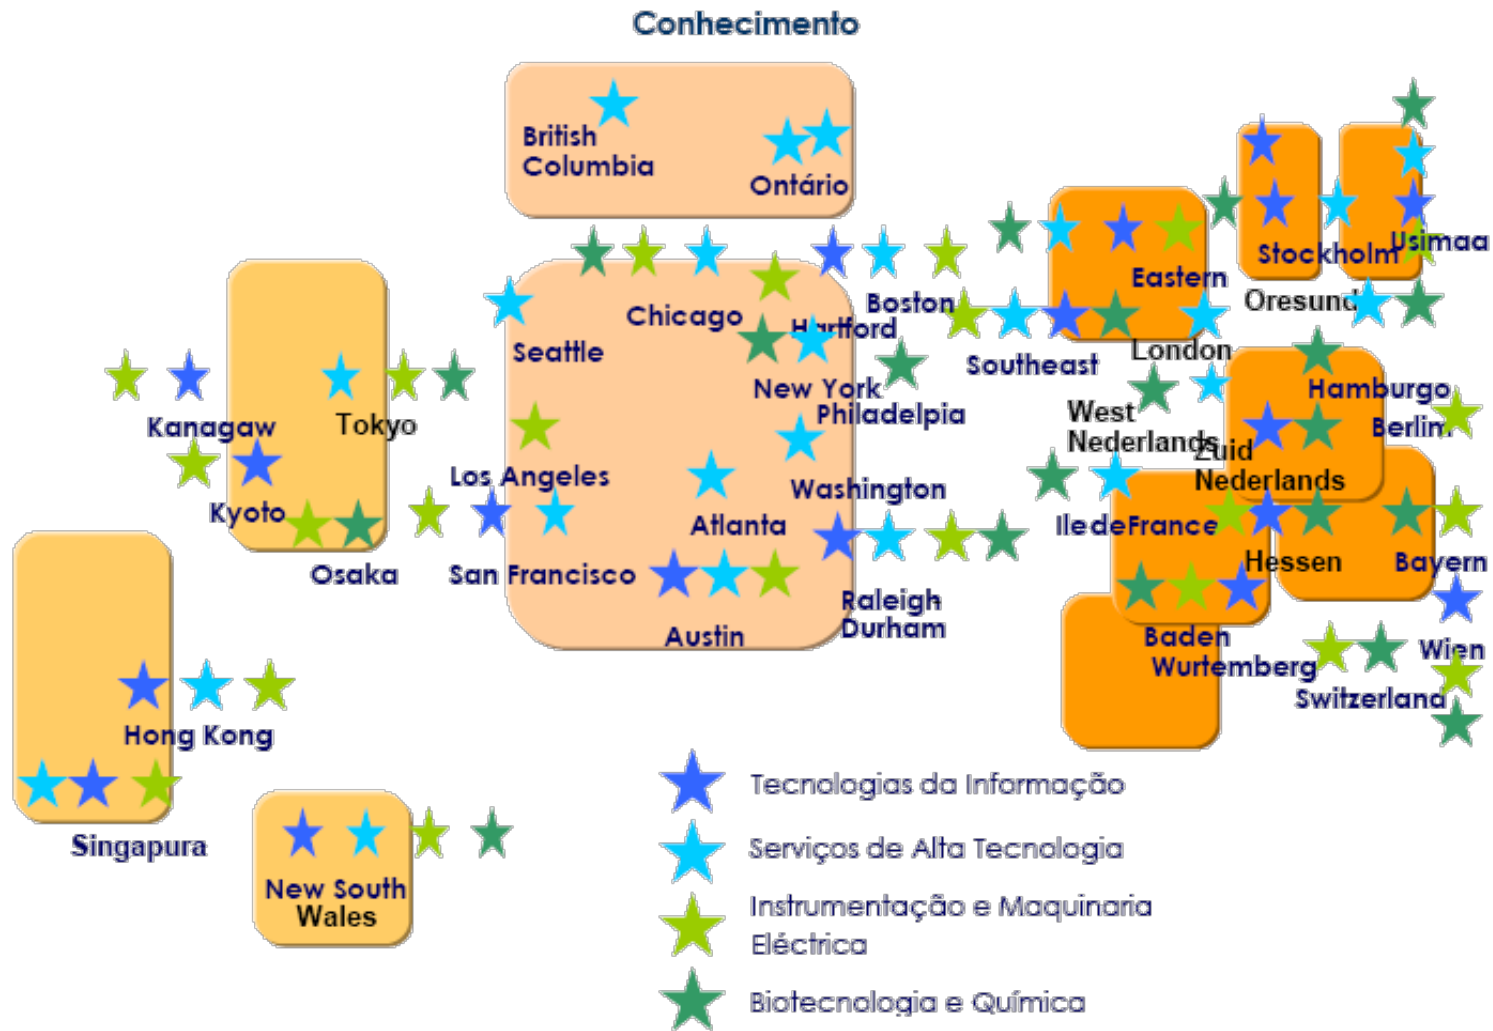 Conhecimento
British
Columbia
Ontário
Chicago
Seattle
Boston
Hartford
New York
Philadelpia
Los Angeles
Washington
Atlanta
San Francisco
Austin
Raleigh
Durham
Kanagaw
Tokyo
Kyoto
Osaka
Hong Kong
Singapura
New South
Wales
Eastern
Stockholm
Usimaa
Oresund
Southeast
London
West
Nederlands
Hamburgo
Berlim
Zuid
Nederlands
IledeFrance
Hessen
Bayern
Baden
Wurtemberg
Wien
Switzerland
Tecnologias da Informação
Serviços de Alta Tecnologia
Instrumentação e Maquinaria
Eléctrica
Biotecnologia e Química